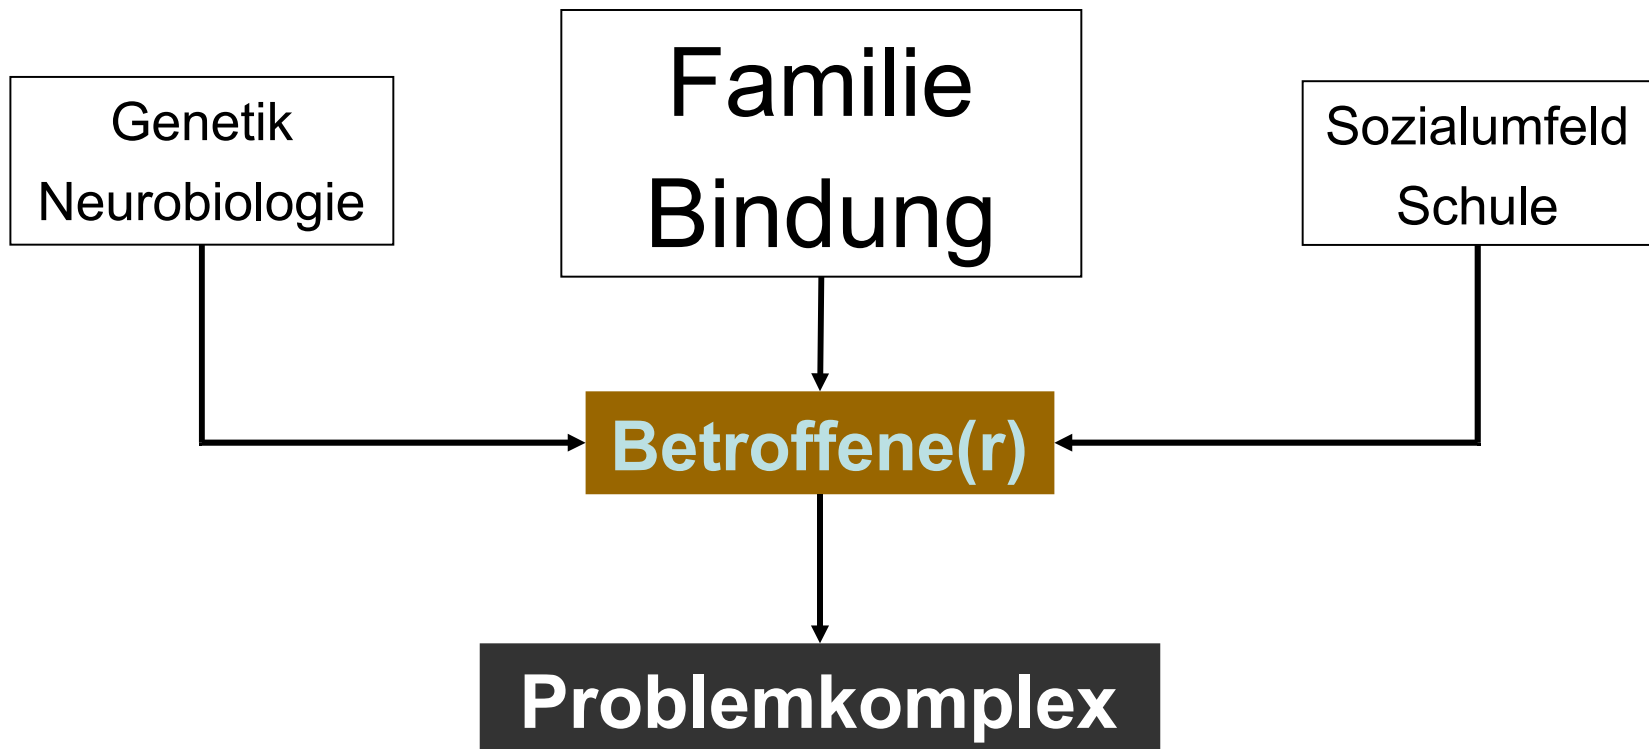 Genetik
Neurobiologie
Familie
Bindung
Sozialumfeld
Schule
Betroffene(r)
Problemkomplex